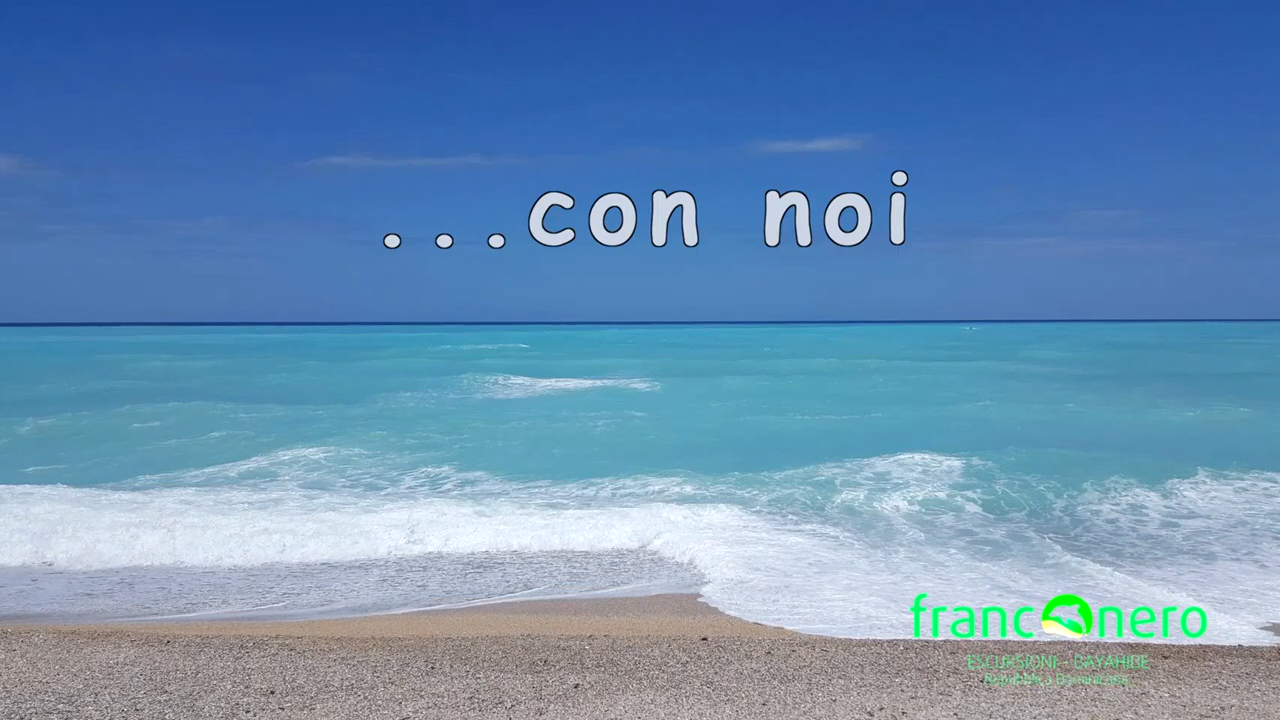 ...con noi
francOnero
ESCURSIONI - BAYAHIBE
Repubblica Dominicana